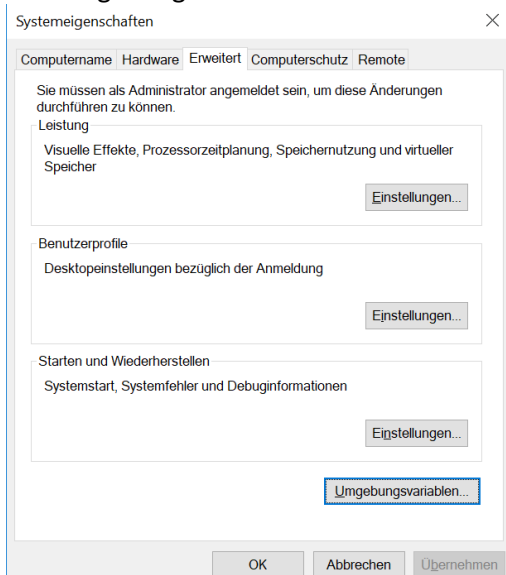 Systemeigenschaften
Computername Hardware Erweitert Computerschutz Remote
Sie müssen als Administrator angemeldet sein, um diese Änderungen
durchführen zu können.
Leistung
Visuelle Effekte, Prozessorzeitplanung, Speichernutzung und virtueller
Speicher
Einstellungen...
Benutzerprofile
Desktopeinstellungen bezüglich der Anmeldung
Einstellungen...
Starten und Wiederherstellen
Systemstart, Systemfehler und Debuginformationen
Einstellungen...
Umgebungsvariablen...
OK Abbrechen Übernehmen